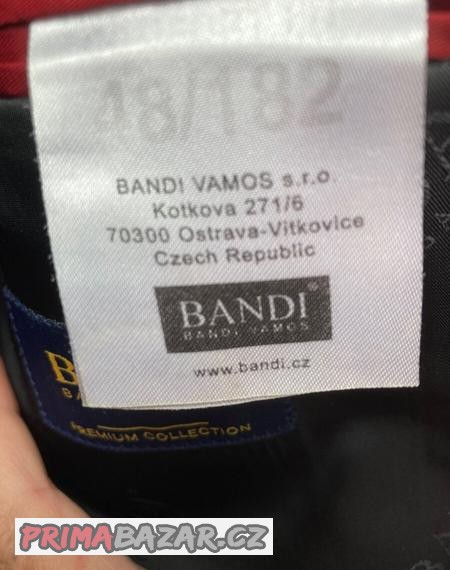 48/182
BANDI VAMOS s.r.o.
Kotkova 271/6
70300 Ostrava-Vitkovice
Czech Republic
BANDI®
BANDI VAMOS
www.bandi.cz
PREMIUM COLLECTION
PRIMABAZAR.CZ